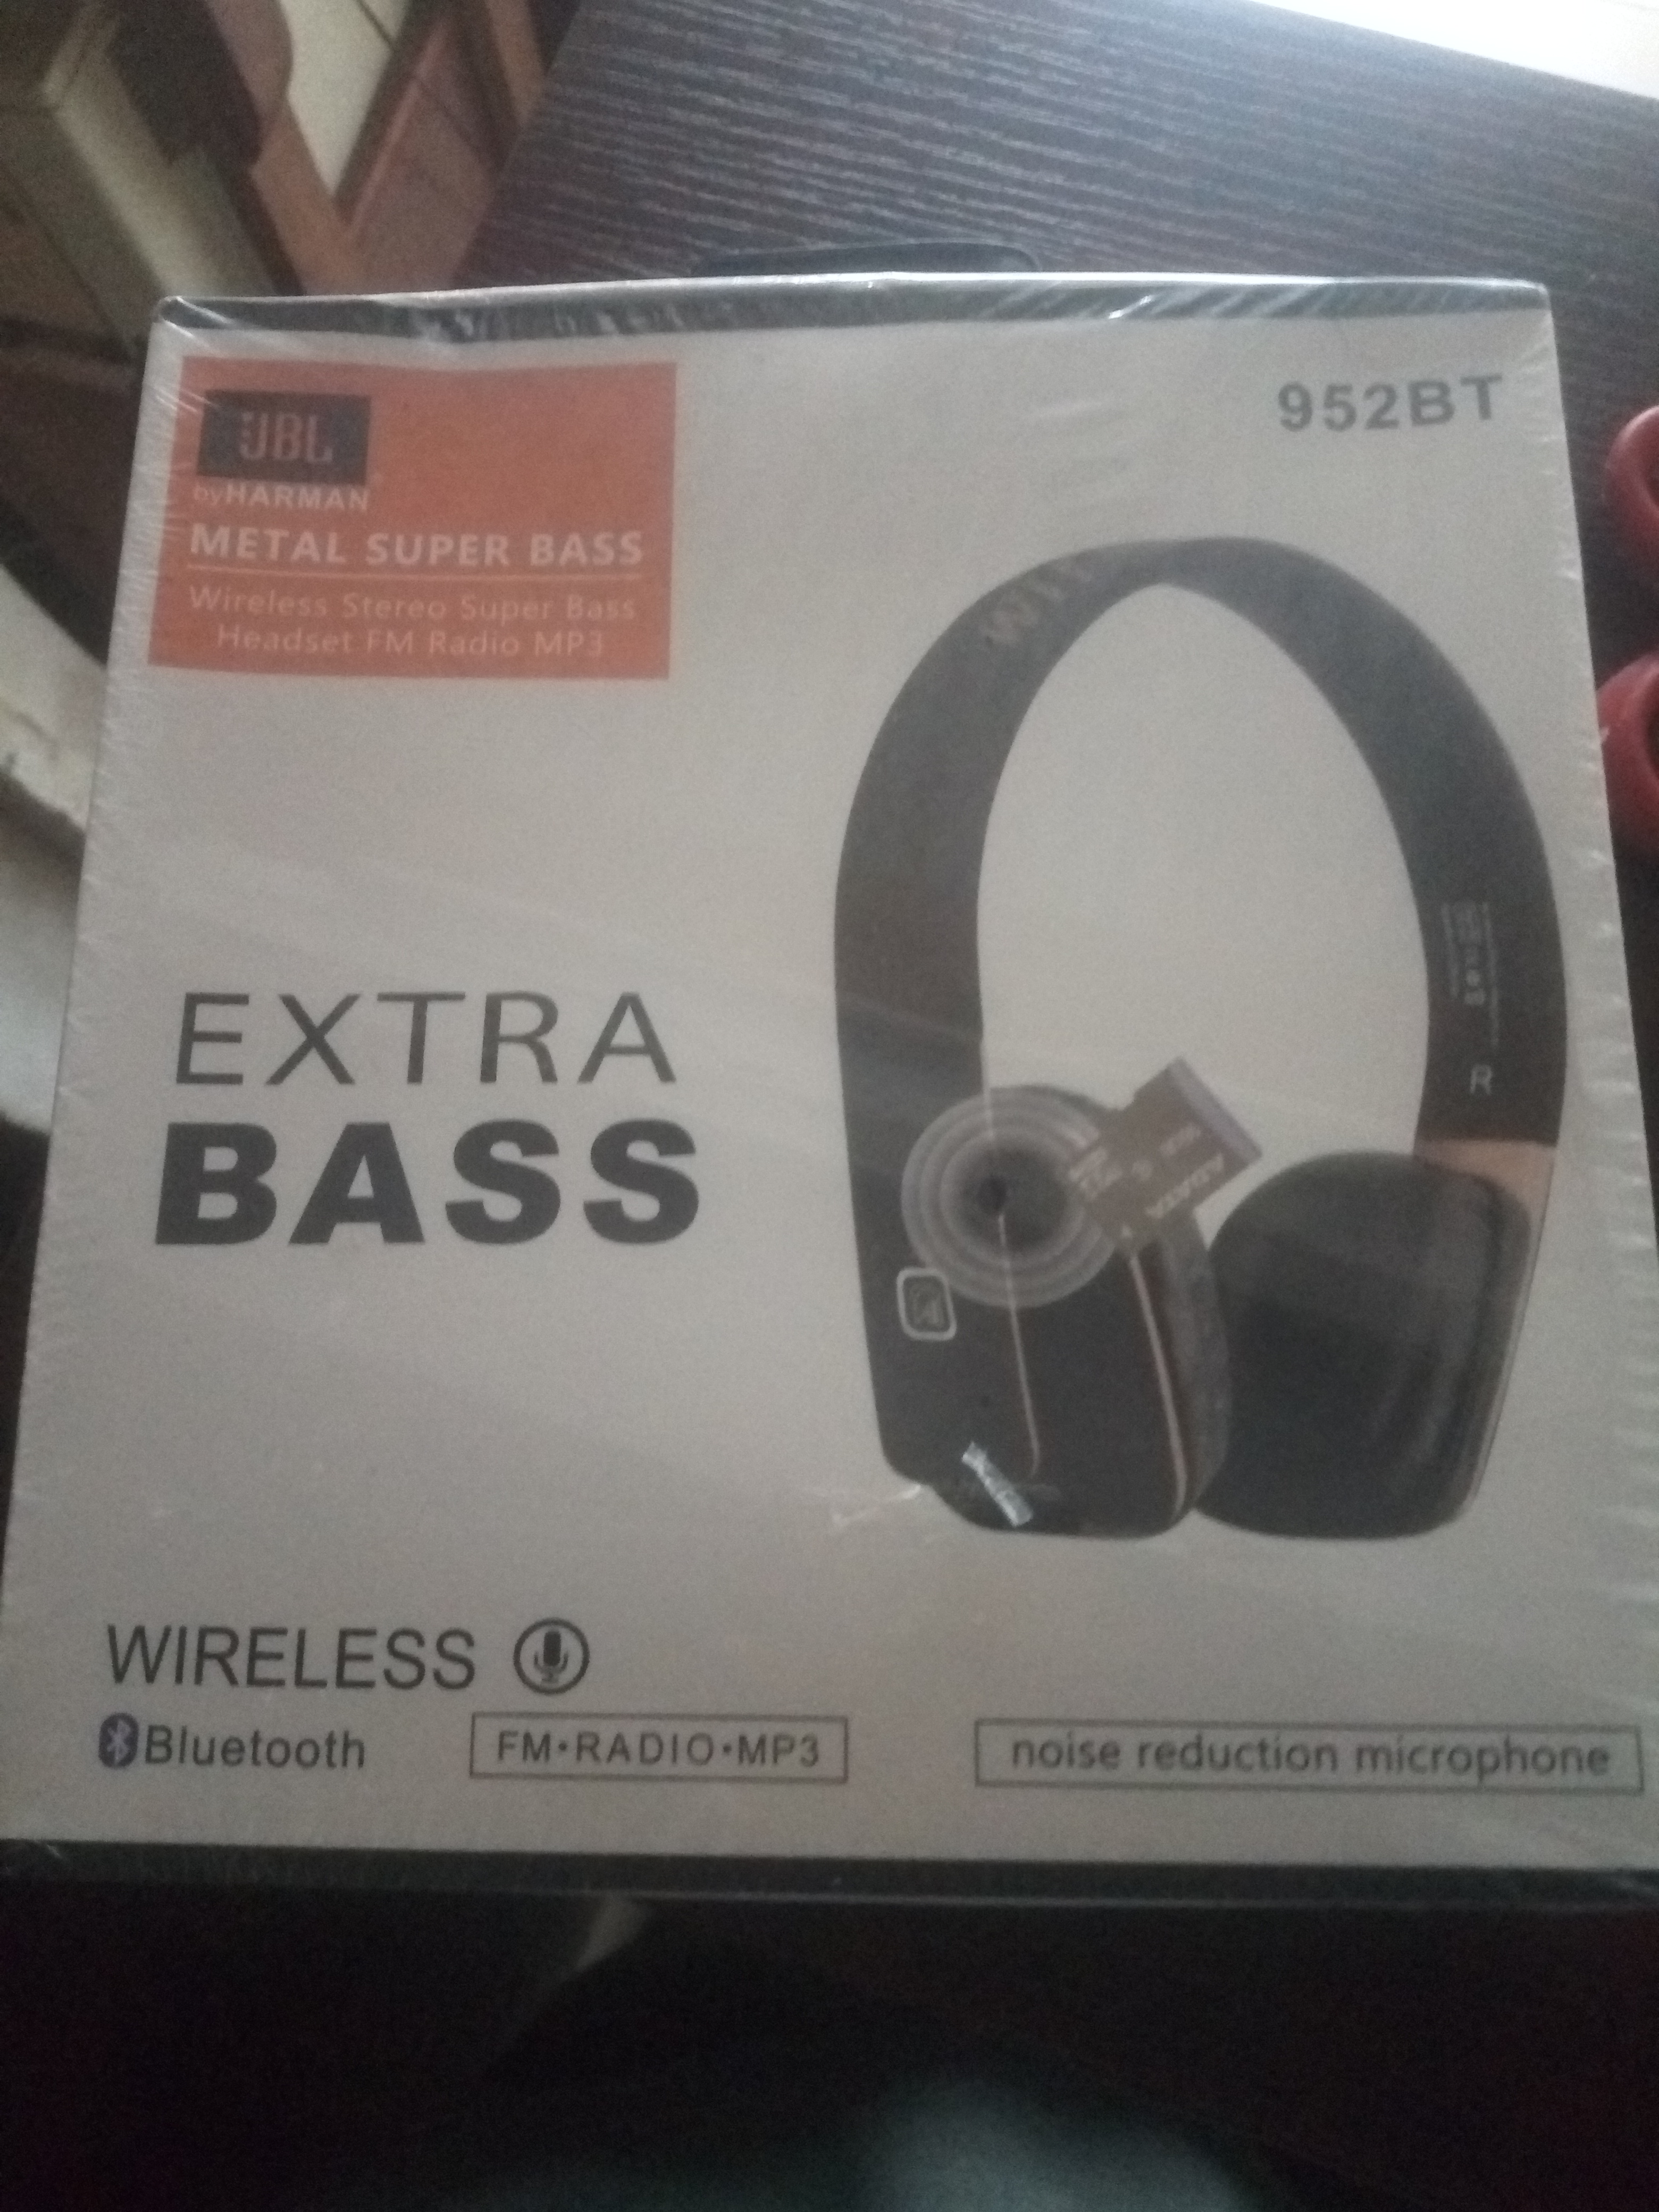 JBL
by HARMAN
METAL SUPER BASS
Wireless Stereo Super Bass
Headset FM Radio MP3
952BT
EXTRA
BASS
R
ADATA
WIRELESS
Bluetooth
FM•RADIO•MP3
noise reduction microphone